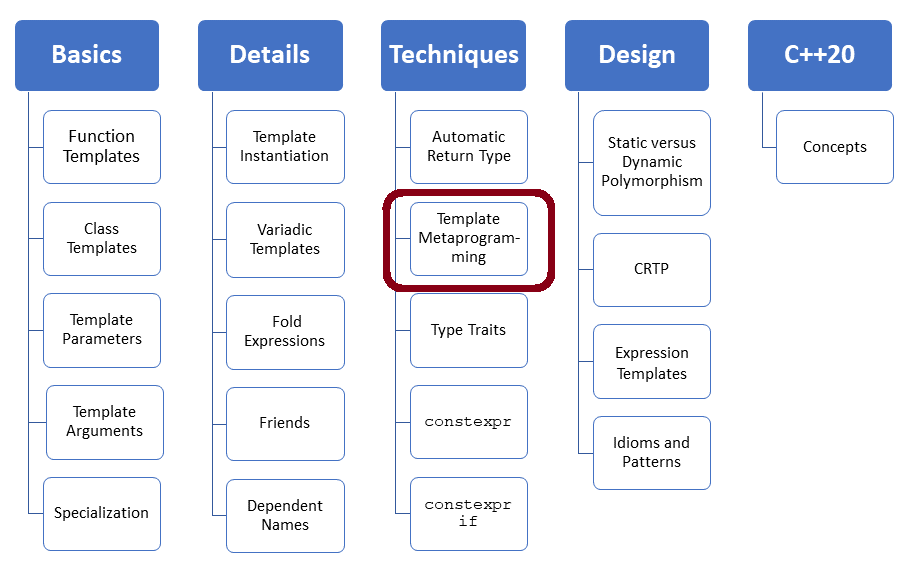 Basics
Function
Templates
Class
Templates
Template
Parameters
Template
Arguments
Specialization
Details
Template
Instantiation
Variadic
Templates
Fold
Expressions
Friends
Dependent
Names
Techniques
Automatic
Return Type
Template
Metaprogram-
ming
Type Traits
constexpr
constexpr
if
Design
Static versus
Dynamic
Polymorphism
CRTP
Expression
Templates
Idioms and
Patterns
C++20
Concepts